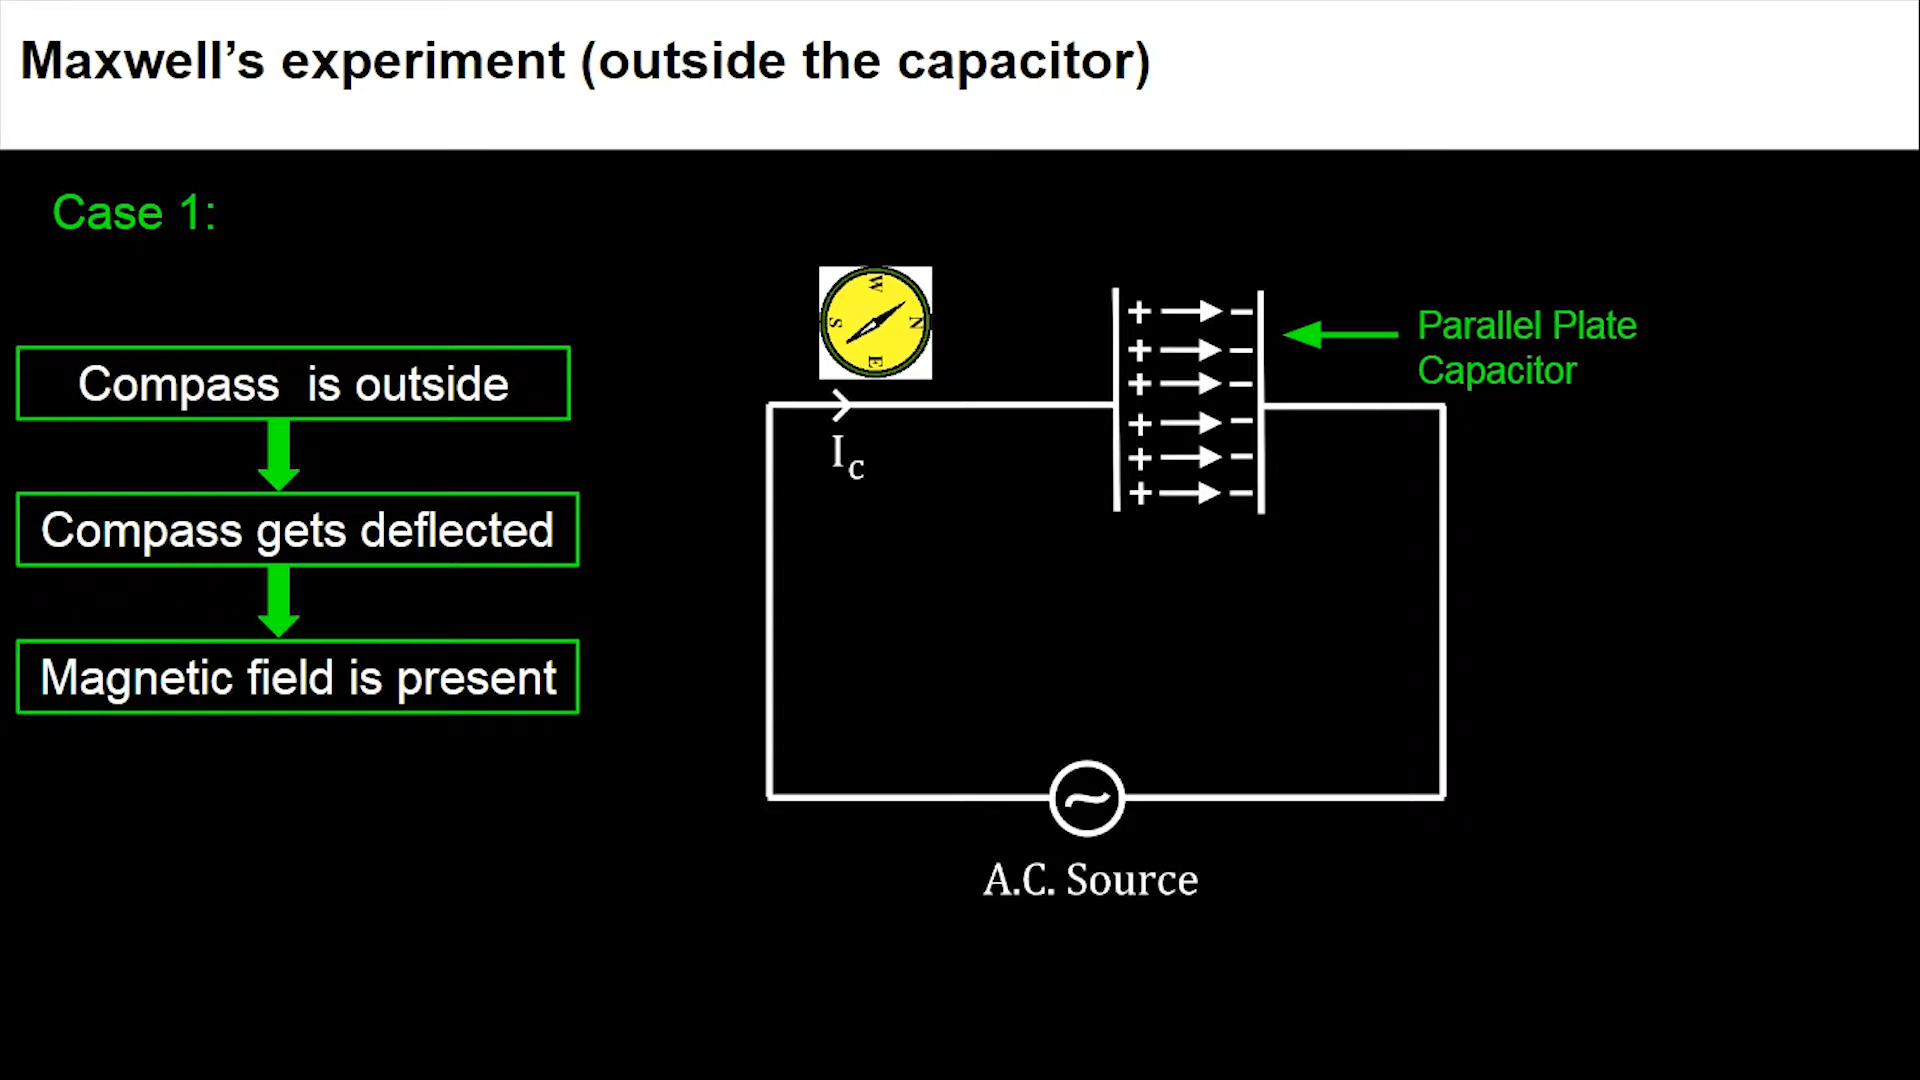 Maxwell’s experiment (outside the capacitor)
Case 1:
Compass is outside
Compass gets deflected
Magnetic field is present
W
S
N
E
I_C
+ −
+ −
+ −
+ −
+ −
+ −
Parallel Plate
Capacitor
A.C. Source